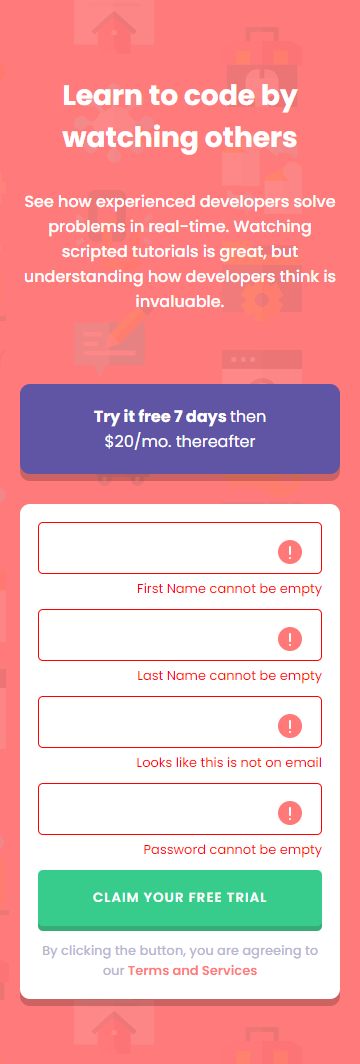 Learn to code by
watching others
See how experienced developers solve
problems in real-time. Watching
scripted tutorials is great, but
understanding how developers think is
invaluable.
Try it free 7 days then
$20/mo. thereafter
First Name cannot be empty
Last Name cannot be empty
Looks like this is not on email
Password cannot be empty
CLAIM YOUR FREE TRIAL
By clicking the button, you are agreeing to
our Terms and Services